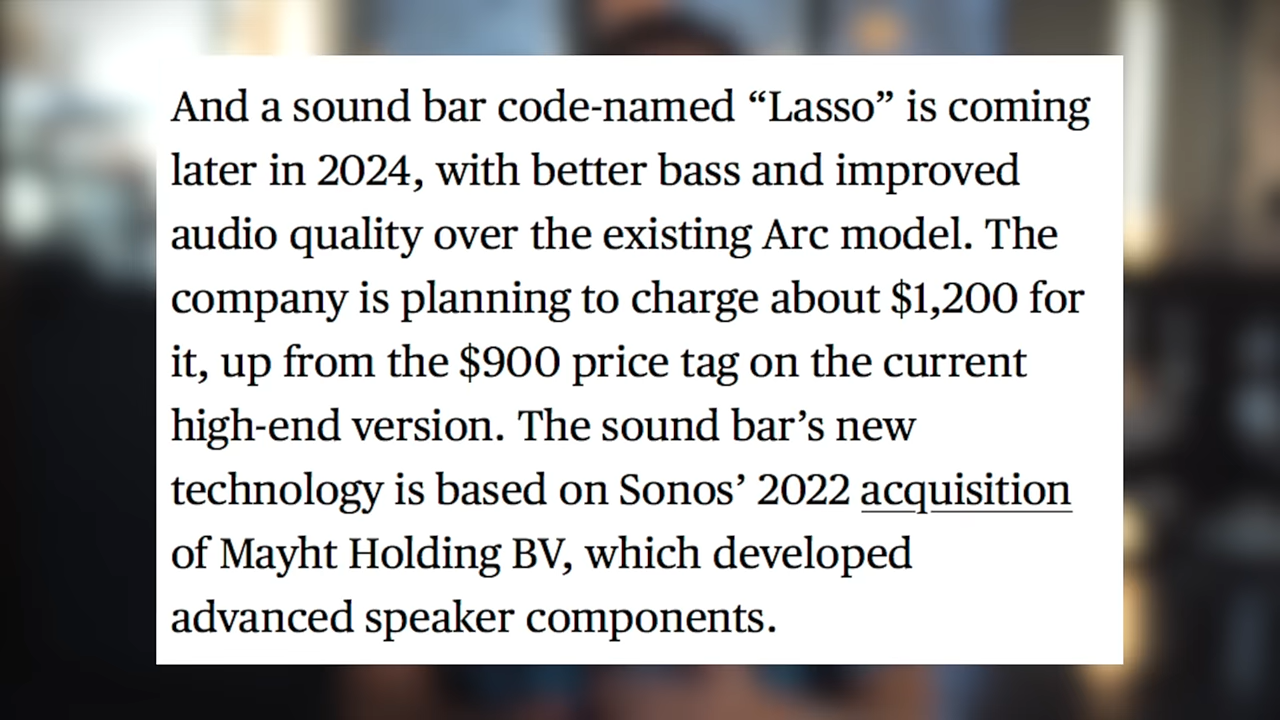 And a sound bar code-named “Lasso” is coming
later in 2024, with better bass and improved
audio quality over the existing Arc model. The
company is planning to charge about $1,200 for
it, up from the $900 price tag on the current
high-end version. The sound bar’s new
technology is based on Sonos’ 2022 acquisition
of Mayht Holding BV, which developed
advanced speaker components.